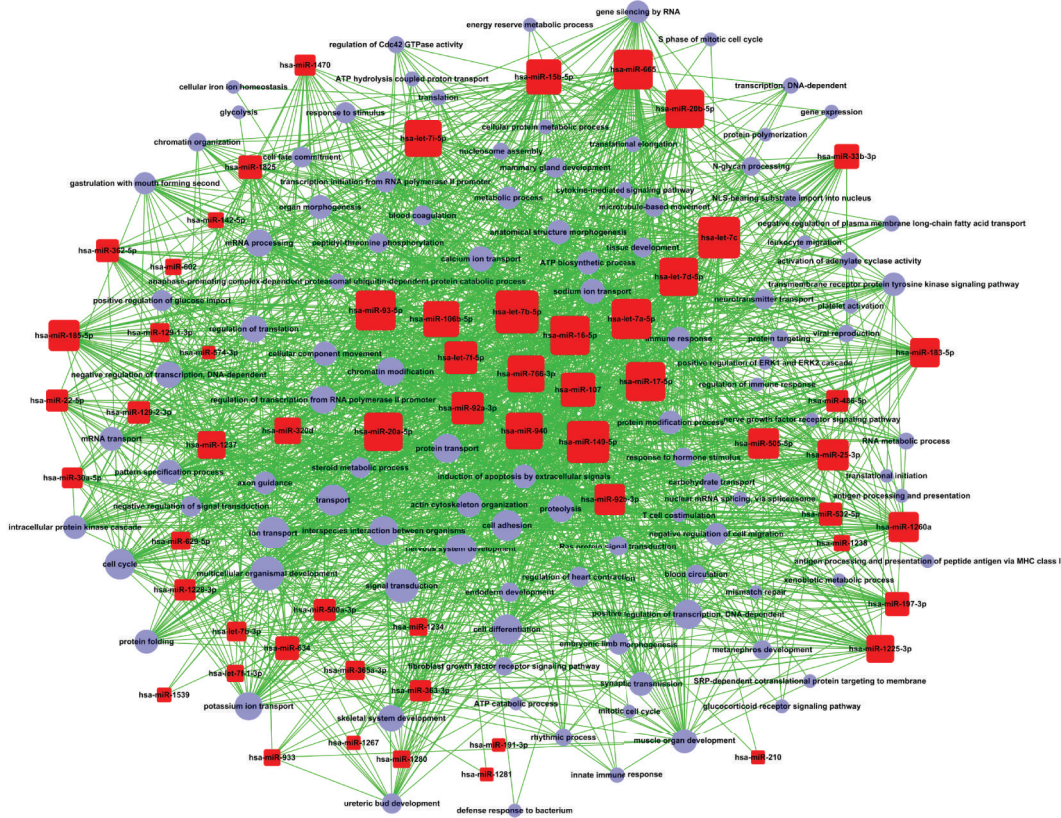 gene silencing by RNA
energy reserve metabolic process
S phase of mitotic cell cycle
regulation of Cdc42 GTPase activity
hsa-miR-1470
hsa-miR-665
hsa-miR-15b-5p
ATP hydrolysis coupled proton transport
cellular iron ion homeostasis
transcription, DNA-dependent
translation
hsa-miR-20b-5p
glycolysis
response to stimulus
gene expression
cellular protein metabolic process
protein polymerization
hsa-let-7i-5p
chromatin organization
translational elongation
nucleosome assembly
cell fate commitment
hsa-miR-33b-3p
hsa-miR-1825
mammary gland development
N-glycan processing
gastrulation with mouth forming second
transcription initiation from RNA polymerase II promoter
cytokine-mediated signaling pathway
metabolic process
NLS-bearing substrate import into nucleus
organ morphogenesis
microtubule-based movement
hsa-miR-142-5p
blood coagulation
negative regulation of plasma membrane long-chain fatty acid transport
anatomical structure morphogenesis
hsa-let-7c
mRNA processing
peptidyl-threonine phosphorylation
leukocyte migration
tissue development
hsa-miR-362-5p
calcium ion transport
hsa-miR-602
ATP biosynthetic process
activation of adenylate cyclase activity
hsa-let-7d-5p
anaphase-promoting complex-dependent proteasomal ubiquitin-dependent protein catabolic process
sodium ion transport
transmembrane receptor protein tyrosine kinase signaling pathway
positive regulation of glucose import
neurotransmitter transport
platelet activation
hsa-miR-93-5p
hsa-let-7b-5p
hsa-let-7a-5p
hsa-miR-106b-5p
regulation of translation
hsa-miR-129-1-3p
viral reproduction
hsa-miR-185-5p
hsa-miR-16-5p
immune response
protein targeting
hsa-miR-574-3p
cellular component movement
hsa-let-7f-5p
hsa-miR-183-5p
chromatin modification
positive regulation of ERK1 and ERK2 cascade
negative regulation of transcription, DNA-dependent
hsa-miR-766-3p
hsa-miR-17-5p
regulation of immune response
hsa-miR-107
regulation of transcription from RNA polymerase II promoter
hsa-miR-22-5p
hsa-miR-92a-3p
hsa-miR-486-5p
hsa-miR-129-2-3p
nerve growth factor receptor signaling pathway
hsa-miR-320d
hsa-miR-20a-5p
hsa-miR-940
protein modification process
mRNA transport
hsa-miR-1237
hsa-miR-149-5p
hsa-miR-505-5p
RNA metabolic process
protein transport
hsa-miR-25-3p
response to hormone stimulus
pattern specification process
steroid metabolic process
translational initiation
hsa-miR-30a-5p
axon guidance
induction of apoptosis by extracellular signals
carbohydrate transport
antigen processing and presentation
negative regulation of signal transduction
transport
hsa-miR-92b-3p
nuclear mRNA splicing, via spliceosome
actin cytoskeleton organization
proteolysis
T cell costimulation
hsa-miR-532-5p
intracellular protein kinase cascade
cell adhesion
hsa-miR-1260a
ion transport
interspecies interaction between organisms
negative regulation of cell migration
hsa-miR-629-5p
hsa-miR-1238
nervous system development
Ras protein signal transduction
antigen processing and presentation of peptide antigen via MHC class I
cell cycle
multicellular organismal development
signal transduction
regulation of heart contraction
blood circulation
xenobiotic metabolic process
hsa-miR-1228-3p
endoderm development
mismatch repair
hsa-miR-197-3p
hsa-miR-500a-3p
positive regulation of transcription, DNA-dependent
hsa-miR-1234
cell differentiation
protein folding
hsa-let-7b-3p
embryonic limb morphogenesis
hsa-miR-634
hsa-miR-1225-3p
metanephros development
fibroblast growth factor receptor signaling pathway
hsa-let-7f-1-3p
hsa-miR-365a-3p
SRP-dependent cotranslational protein targeting to membrane
synaptic transmission
hsa-miR-1539
hsa-miR-363-3p
potassium ion transport
ATP catabolic process
glucocorticoid receptor signaling pathway
skeletal system development
mitotic cell cycle
rhythmic process
muscle organ development
hsa-miR-1267
hsa-miR-191-3p
hsa-miR-933
hsa-miR-1280
hsa-miR-210
hsa-miR-1281
innate immune response
ureteric bud development
defense response to bacterium